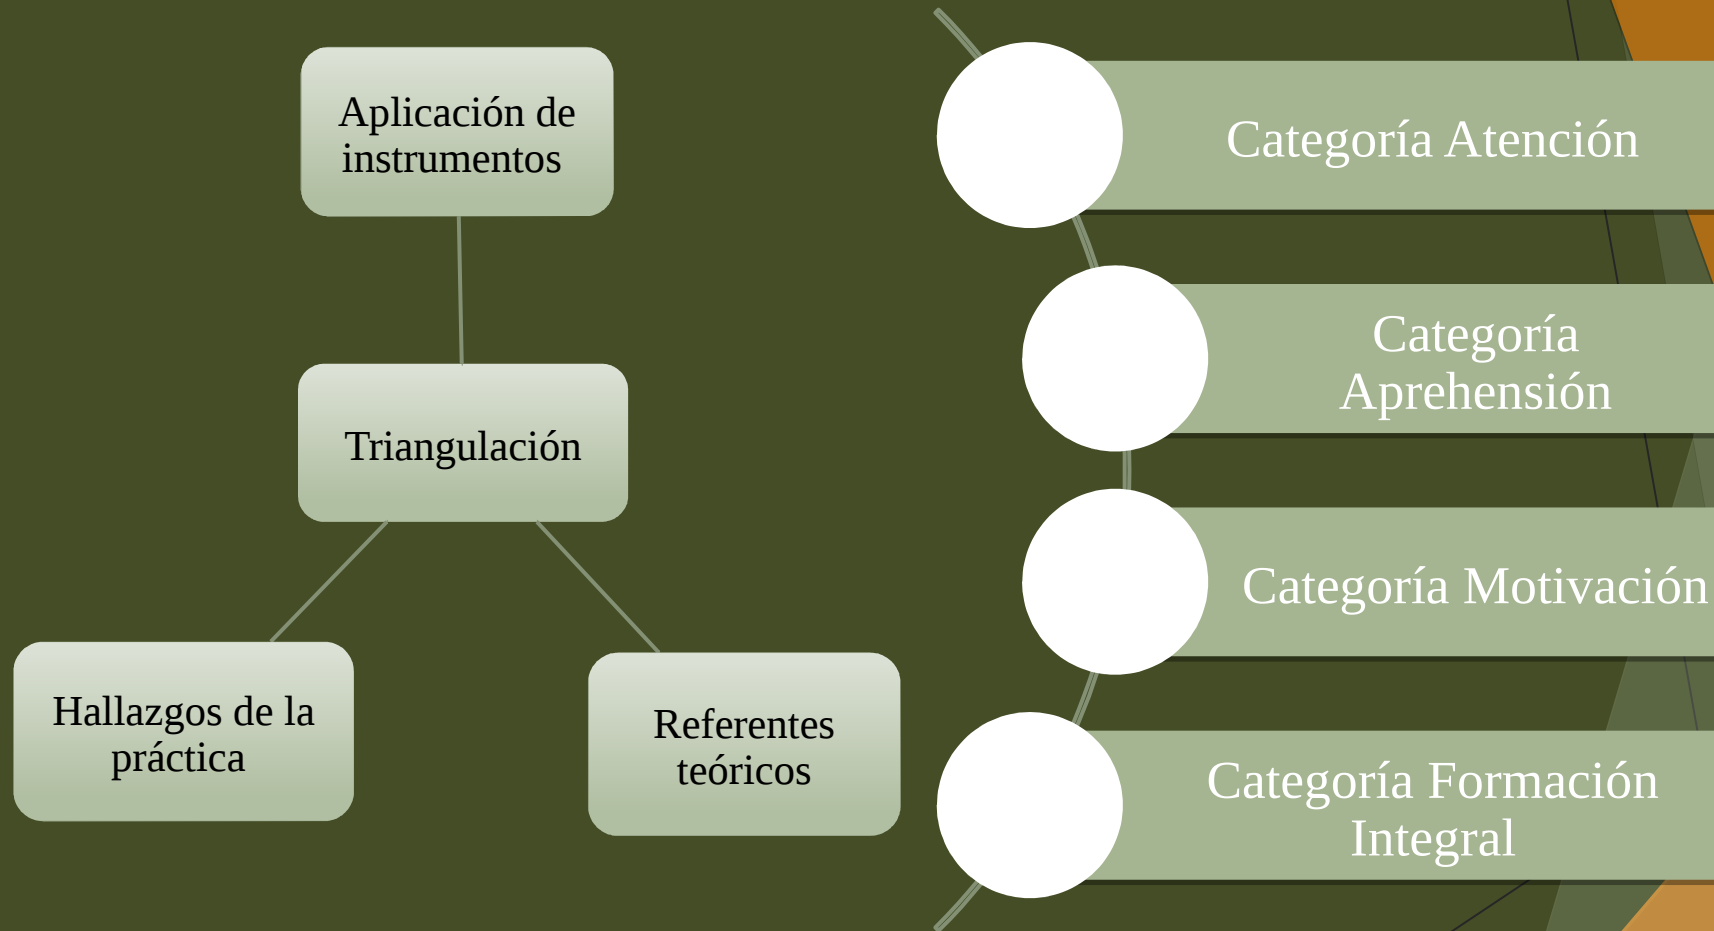 Aplicación de
instrumentos
Triangulación
Hallazgos de la
práctica
Referentes
teóricos
Categoría Atención
Categoría
Aprehensión
Categoría Motivación
Categoría Formación
Integral